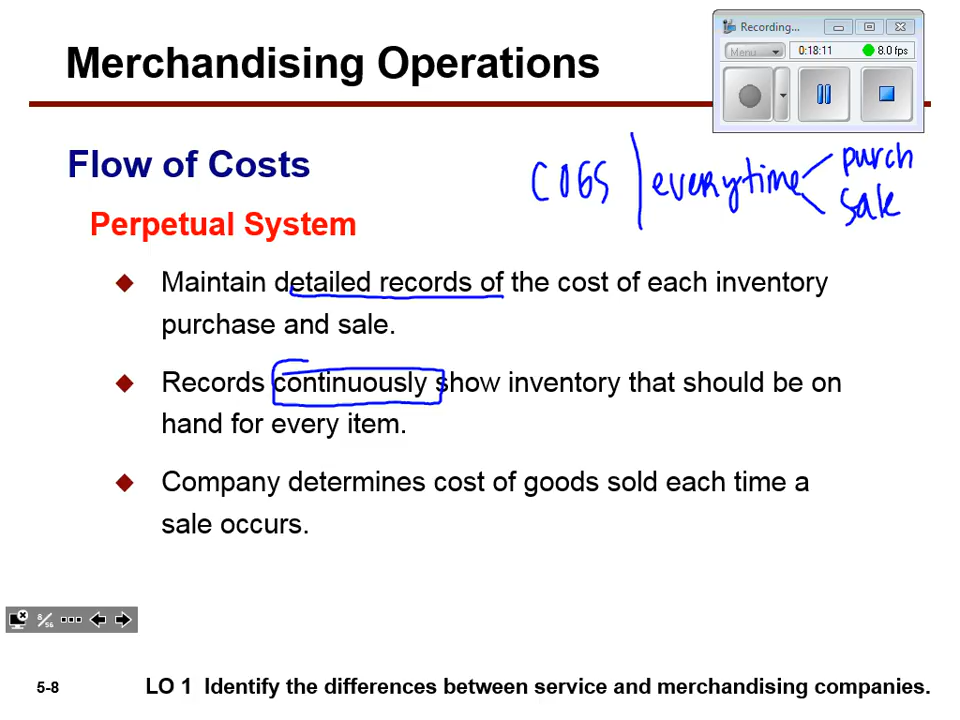 Merchandising Operations
Recording...
Menu
0:18:11
8.0 fps
Flow of Costs
COGS | everytime < purch
sale
Perpetual System
Maintain detailed records of the cost of each inventory
purchase and sale.
Records continuously show inventory that should be on
hand for every item.
Company determines cost of goods sold each time a
sale occurs.
8/56
5-8
LO 1 Identify the differences between service and merchandising companies.